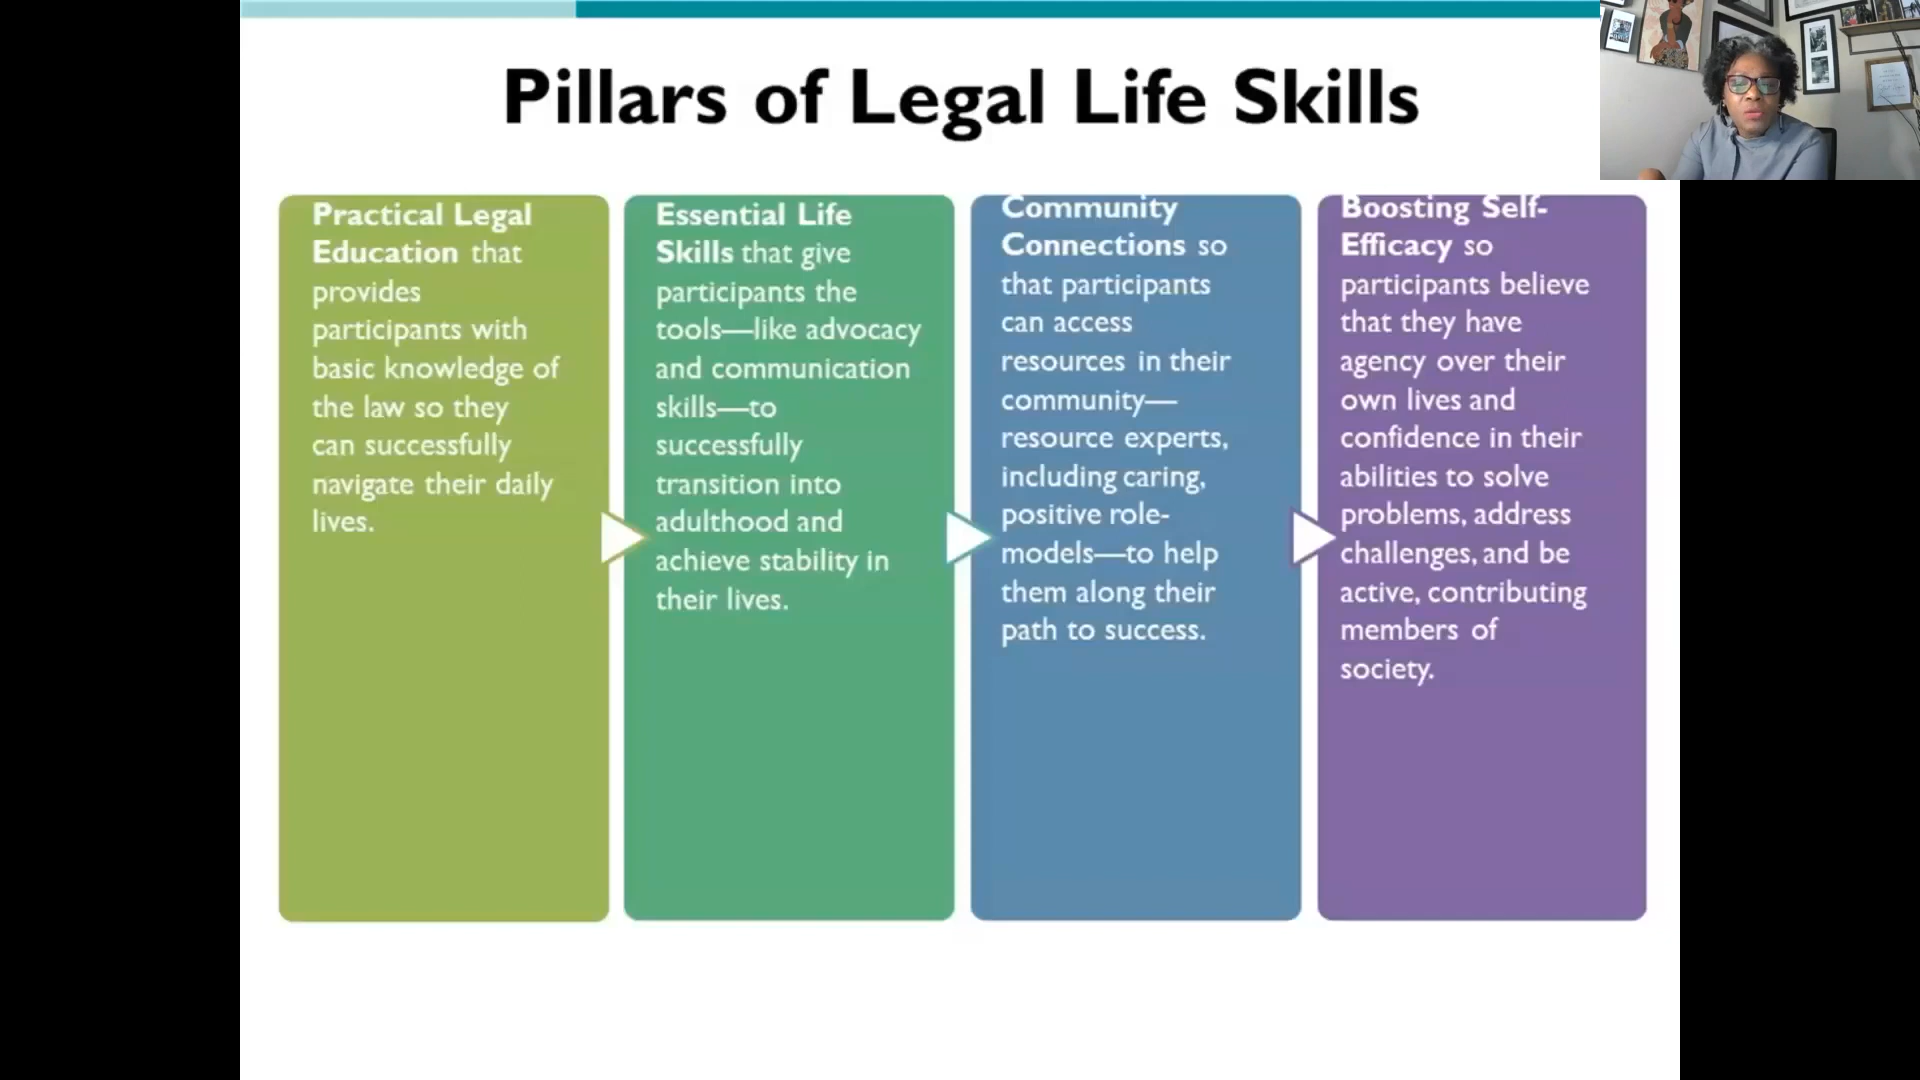 Pillars of Legal Life Skills
Practical Legal
Education that
provides
participants with
basic knowledge of
the law so they
can successfully
navigate their daily
lives.
Essential Life
Skills that give
participants the
tools—like advocacy
and communication
skills—to
successfully
transition into
adulthood and
achieve stability in
their lives.
Community
Connections so
that participants
can access
resources in their
community—
resource experts,
including caring,
positive role-
models—to help
them along their
path to success.
Boosting Self-
Efficacy so
participants believe
that they have
agency over their
own lives and
confidence in their
abilities to solve
problems, address
challenges, and be
active, contributing
members of
society.